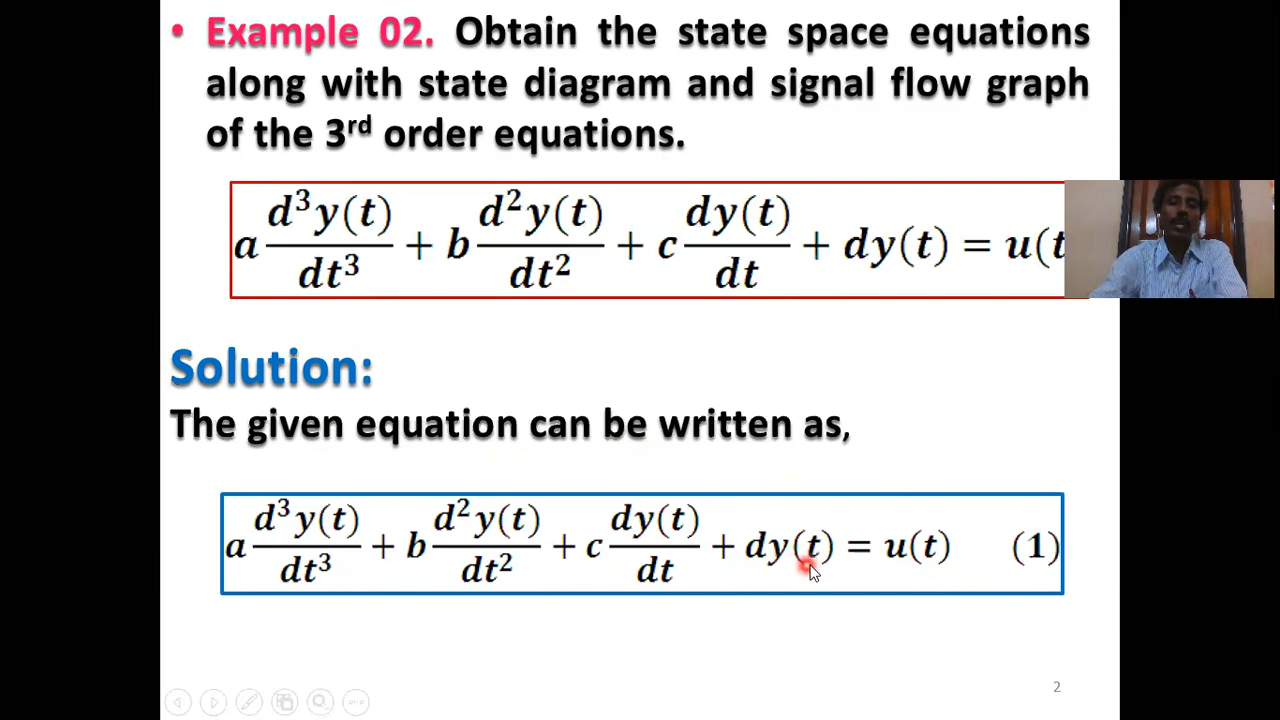 • Example 02. Obtain the state space equations
along with state diagram and signal flow graph
of the 3rd order equations.
a d³y(t)/dt³ + b d²y(t)/dt² + c dy(t)/dt + dy(t) = u(t
Solution:
The given equation can be written as,
a d³y(t)/dt³ + b d²y(t)/dt² + c dy(t)/dt + dy(t) = u(t) (1)
2